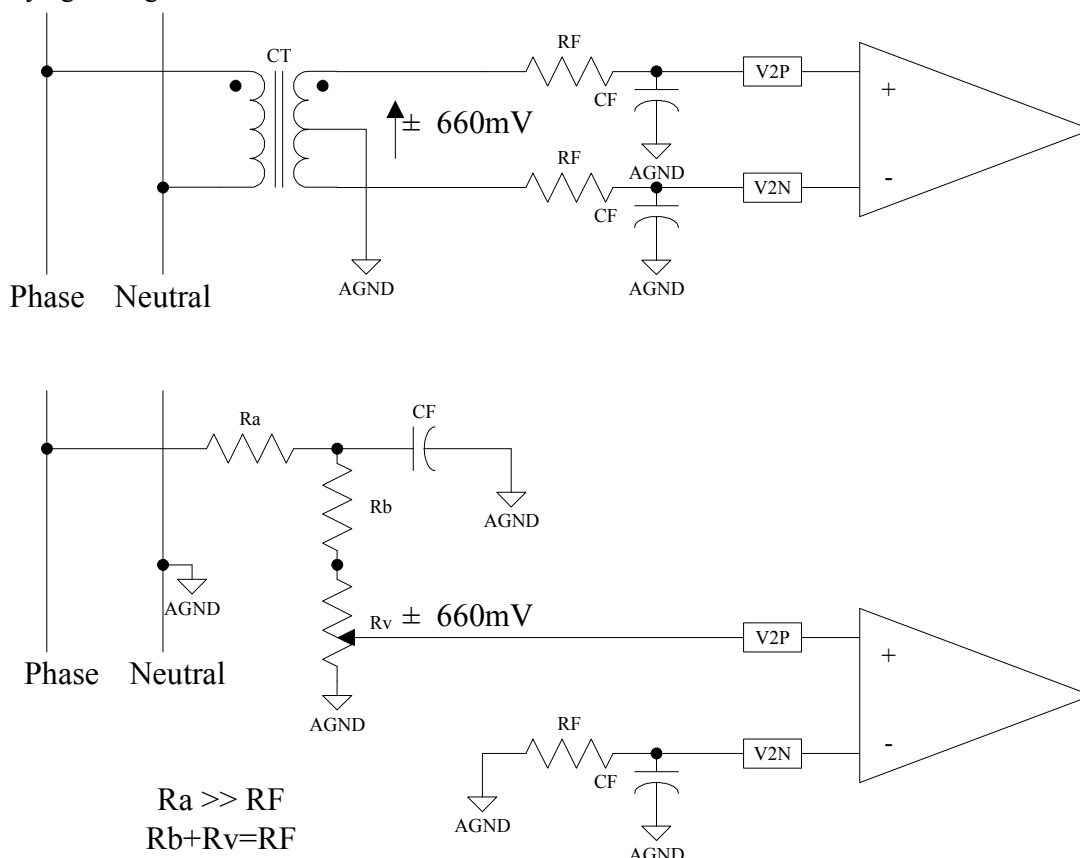 CT
RF
CF
V2P
+
± 660mV
AGND
RF
CF
V2N
-
AGND
AGND
Phase Neutral
Ra
CF
Rb
AGND
AGND
Rv ± 660mV
V2P
+
Phase Neutral
AGND
RF
CF
V2N
-
AGND
AGND
Ra >> RF
Rb+Rv=RF